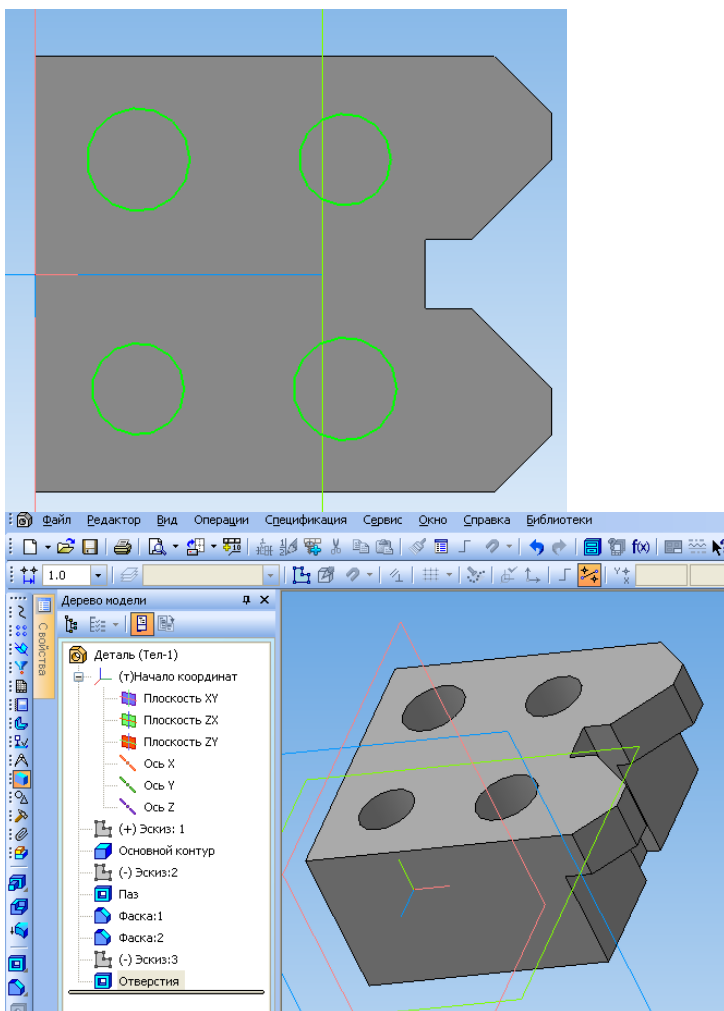 Файл Редактор Вид Операции Спецификация Сервис Окно Справка Библиотеки
f(x)
1.0
Свойства
Дерево модели
Деталь (Тел-1)
(т)Начало координат
Плоскость XY
Плоскость ZX
Плоскость ZY
Ось X
Ось Y
Ось Z
(+) Эскиз: 1
Основной контур
(-) Эскиз:2
Паз
Фаска:1
Фаска:2
(-) Эскиз:3
Отверстия